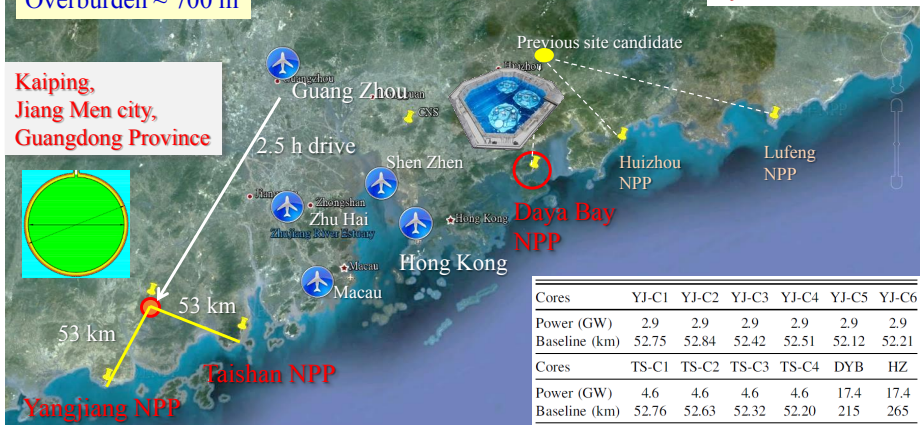 Overburden ~ 700 m
Previous site candidate
Huizhou
Kaiping,
Jiang Men city,
Guangdong Province
Guangzhou
Guang Zhou
CNS
2.5 h drive
Shen Zhen
Huizhou
NPP
Lufeng
NPP
Zhongshan
Zhu Hai
Zhujiang River Estuary
Hong Kong
Daya Bay
NPP
Hong Kong
Macau
Macau
53 km
53 km
Taishan NPP
Yangjiang NPP
Cores YJ-C1 YJ-C2 YJ-C3 YJ-C4 YJ-C5 YJ-C6
Power (GW) 2.9 2.9 2.9 2.9 2.9 2.9
Baseline (km) 52.75 52.84 52.42 52.51 52.12 52.21
Cores TS-C1 TS-C2 TS-C3 TS-C4 DYB HZ
Power (GW) 4.6 4.6 4.6 4.6 17.4 17.4
Baseline (km) 52.76 52.63 52.32 52.20 215 265